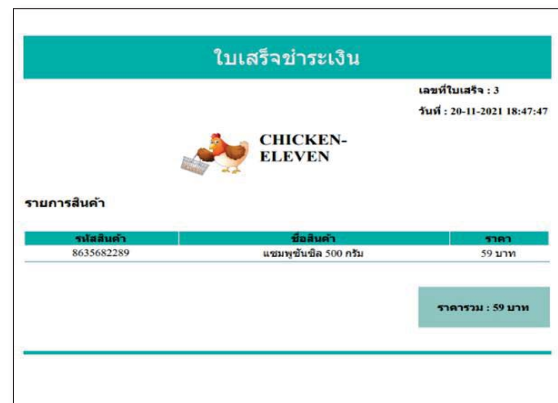 ใบเสร็จชำระเงิน
เลขที่ใบเสร็จ : 3
วันที่ : 20-11-2021 18:47:47
CHICKEN-
ELEVEN
รายการสินค้า
รหัสสินค้า ชื่อสินค้า ราคา
8635682289 แชมพูซันซิล 500 กรัม 59 บาท
ราคารวม : 59 บาท